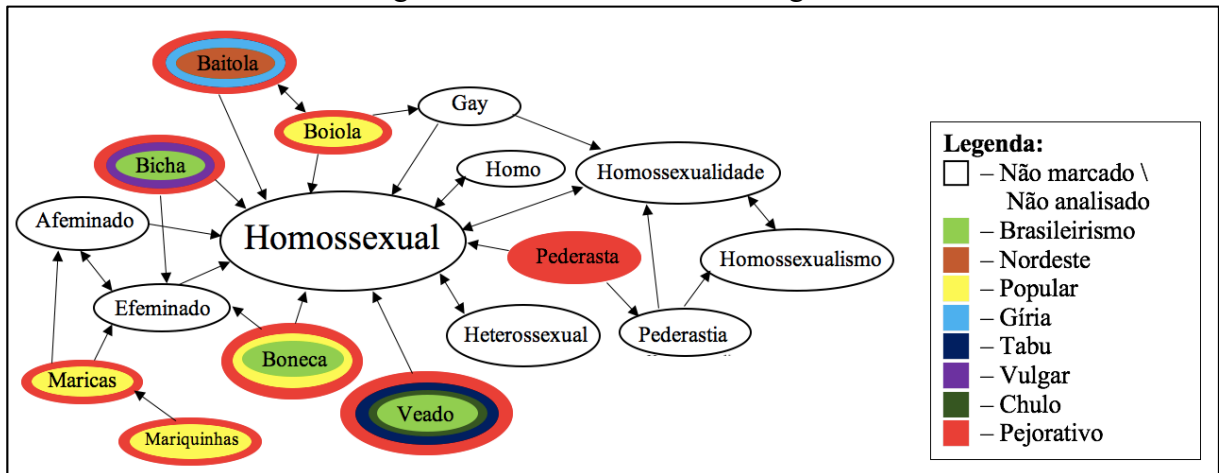 Baitola
Gay
Boiola
Bicha
Homo
Homossexualidade
Afeminado
Homossexual
Pederasta
Homossexualismo
Efeminado
Heterossexual
Pederastia
Boneca
Maricas
Veado
Mariquinhas
Legenda:
– Não marcado \
Não analisado
– Brasileirismo
– Nordeste
– Popular
– Gíria
– Tabu
– Vulgar
– Chulo
– Pejorativo